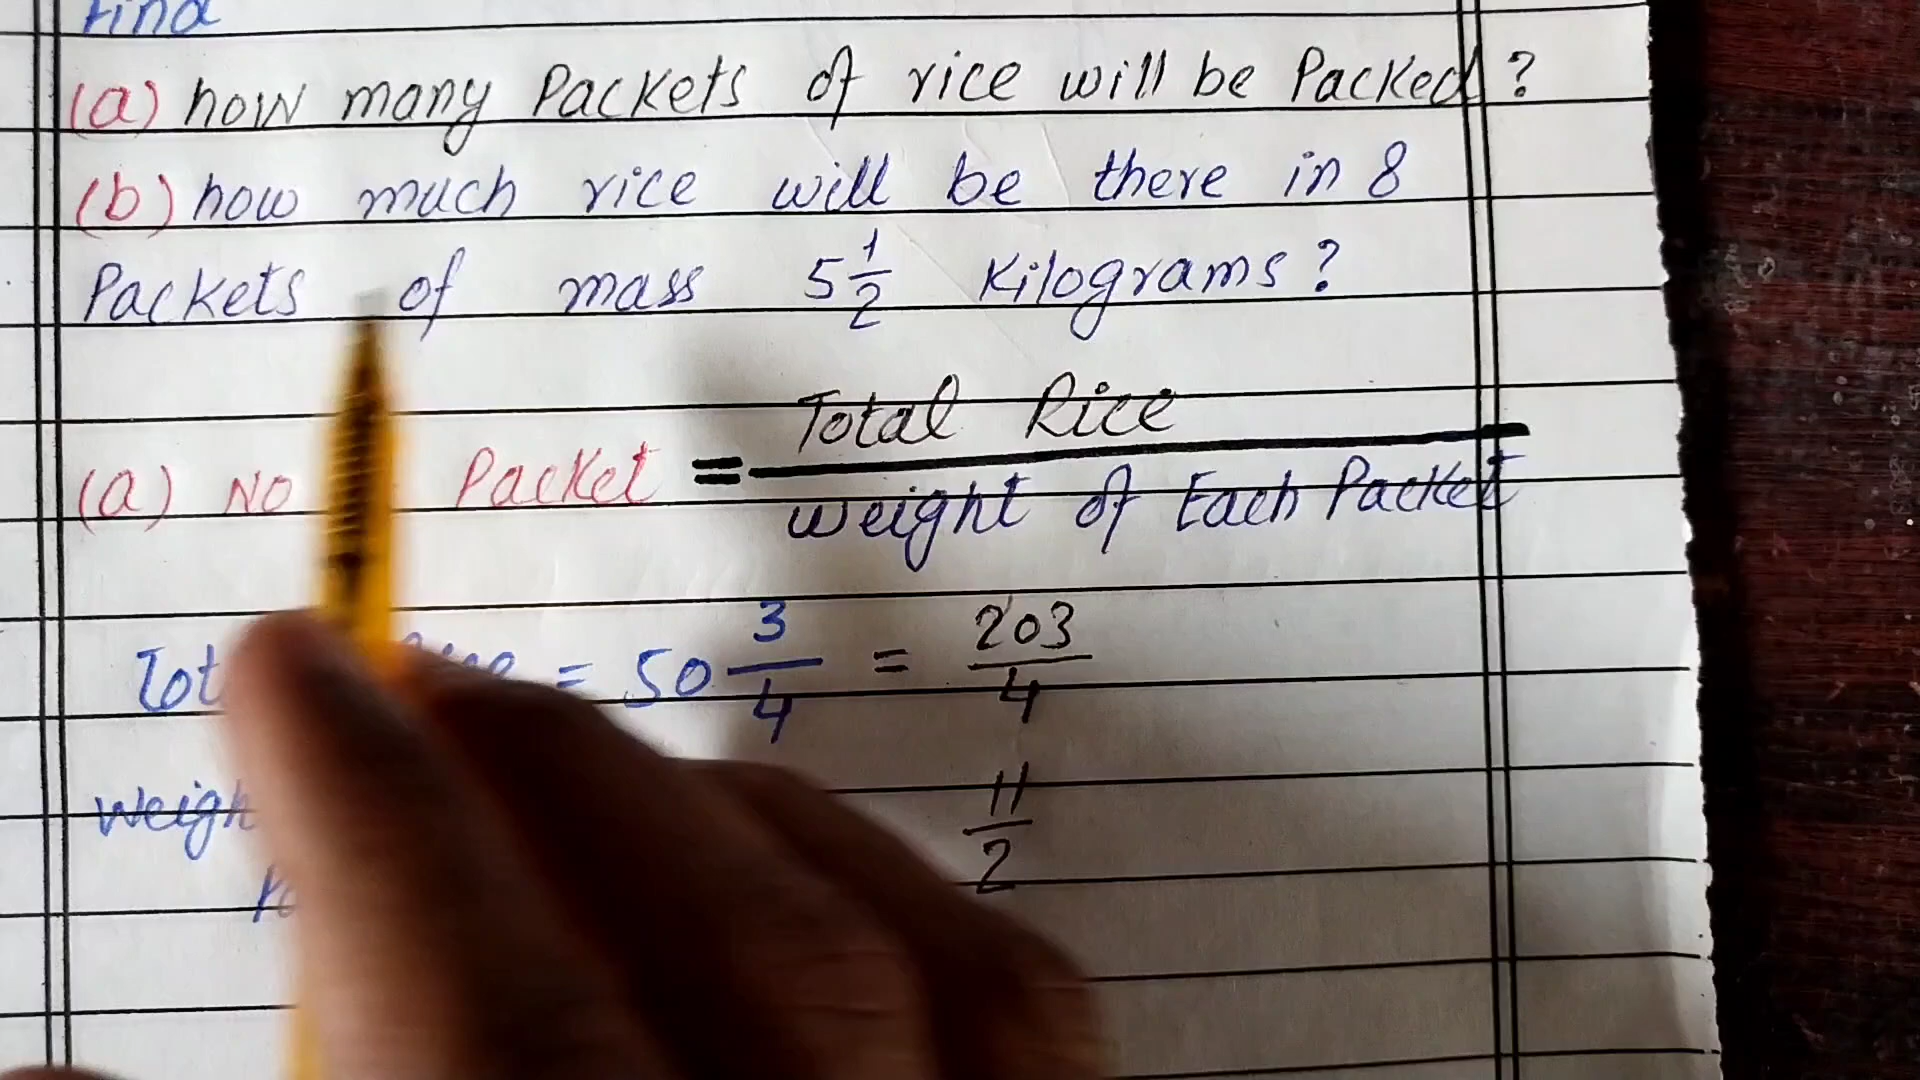 Find
(a) how many Packets of rice will be Packed?
(b) how much rice will be there in 8
Packets of mass 5 1/2 Kilograms?
(a) No Packet = Total Rice / Weight of Each Packet
= 50 3/4 = 203/4
11/2